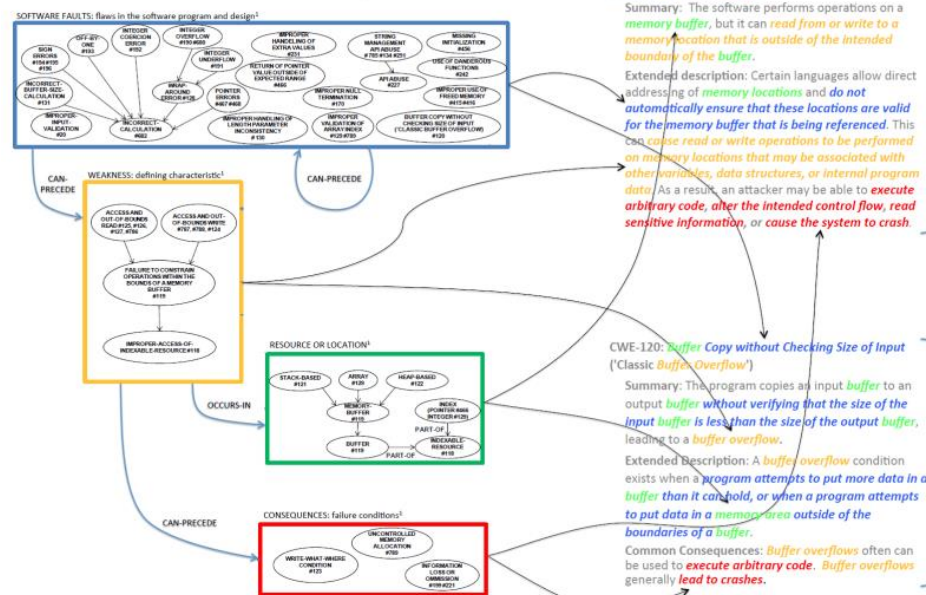 SOFTWARE FAULTS: flaws in the software program and design¹
SIGN
ERRORS
#194 #195
#196
OFF-BY-
ONE
#193
INTEGER
COERCION
ERROR
#192
INTEGER
OVERFLOW
#190 #680
INTEGER
UNDERFLOW
#191
IMPROPER
HANDELING OF
EXTRA VALUES
#231
STRING
MANAGEMENT
API ABUSE
#785 #134 #251
MISSING
INITIALIZATION
#456
INCORRECT-
BUFFER-SIZE-
CALCULATION
#131
WRAP-
AROUND
ERROR #128
RETURN OF POINTER
VALUE OUTSIDE OF
EXPECTED RANGE
#466
POINTER
ERRORS
#467 #468
API ABUSE
#227
USE OF DANGEROUS
FUNCTIONS
#242
IMPROPER NULL
TERMINATION
#170
IMPROPER USE OF
FREED MEMORY
#415 #416
IMPROPER-
INPUT-
VALIDATION
#20
INCORRECT-
CALCULATION
#682
IMPROPER HANDLING OF
LENGTH PARAMETER
INCONSISTENCY
#130
IMPROPER
VALIDATION OF
ARRAY INDEX
#129 #789
BUFFER COPY WITHOUT
CHECKING SIZE OF INPUT
('CLASSIC BUFFER OVERFLOW')
#120
CAN-
PRECEDE
CAN-PRECEDE
WEAKNESS: defining characteristic¹
ACCESS AND
OUT-OF-BOUNDS
READ #125, #126,
#127, #786
ACCESS AND OUT-
OF-BOUNDS WRITE
#787, #788, #124
FAILURE TO CONSTRAIN
OPERATIONS WITHIN THE
BOUNDS OF A MEMORY
BUFFER
#119
IMPROPER-ACCESS-OF-
INDEXABLE-RESOURCE #118
OCCURS-IN
RESOURCE OR LOCATION¹
STACK-BASED
#121
ARRAY
#129
HEAP-BASED
#122
MEMORY-
BUFFER
#119
INDEX
(POINTER #466
INTEGER #129)
PART-OF
BUFFER
#119
PART-OF
INDEXABLE-
RESOURCE
#118
CAN-PRECEDE
CONSEQUENCES: failure conditions¹
WRITE-WHAT-WHERE
CONDITION
#123
UNCONTROLLED
MEMORY
ALLOCATION
#789
INFORMATION
LOSS OR
OMMISSION
#199 #221
Summary: The software performs operations on a
memory buffer, but it can read from or write to a
memory location that is outside of the intended
boundary of the buffer.
Extended description: Certain languages allow direct
addressing of memory locations and do not
automatically ensure that these locations are valid
for the memory buffer that is being referenced. This
can cause read or write operations to be performed
on memory locations that may be associated with
other variables, data structures, or internal program
data. As a result, an attacker may be able to execute
arbitrary code, alter the intended control flow, read
sensitive information, or cause the system to crash.
CWE-120: Buffer Copy without Checking Size of Input
('Classic Buffer Overflow')
Summary: The program copies an input buffer to an
output buffer without verifying that the size of the
input buffer is less than the size of the output buffer,
leading to a buffer overflow.
Extended Description: A buffer overflow condition
exists when a program attempts to put more data in a
buffer than it can hold, or when a program attempts
to put data in a memory area outside of the
boundaries of a buffer.
Common Consequences: Buffer overflows often can
be used to execute arbitrary code. Buffer overflows
generally lead to crashes.